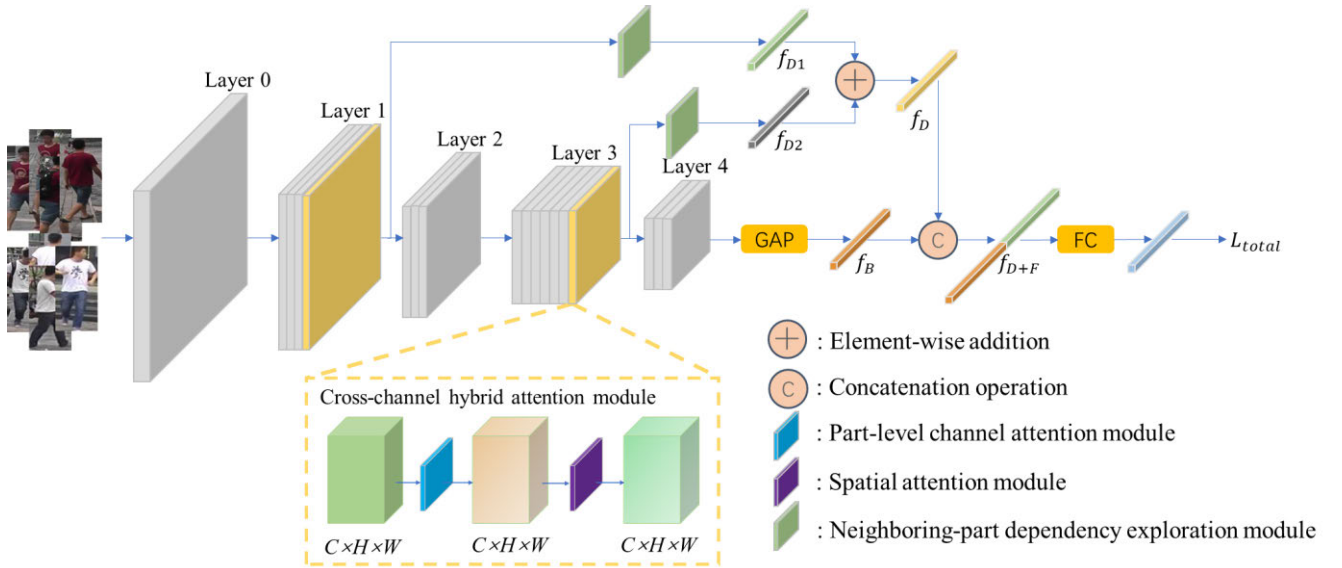 Layer 0
Layer 1
Layer 2
Layer 3
Layer 4
f_{D1}
f_{D2}
f_D
GAP
f_B
C
f_{D+F}
FC
L_{total}
Cross-channel hybrid attention module
C×H×W
C×H×W
C×H×W
: Element-wise addition
C : Concatenation operation
: Part-level channel attention module
: Spatial attention module
: Neighboring-part dependency exploration module